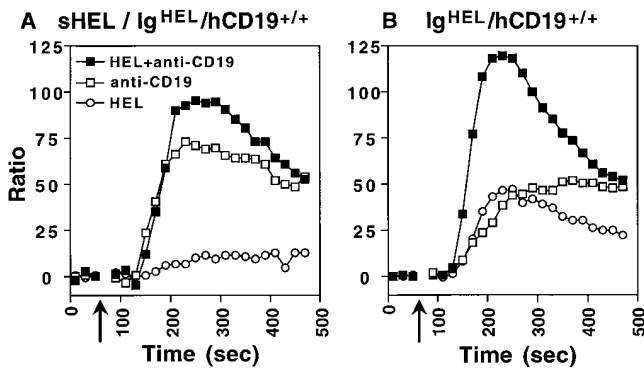 A sHEL / Ig^HEL/hCD19+/+
B Ig^HEL/hCD19+/+
Ratio
125
100
75
50
25
0
HEL+anti-CD19
anti-CD19
HEL
0 100 200 300 400 500
Time (sec)
125
100
75
50
25
0
0 100 200 300 400 500
Time (sec)